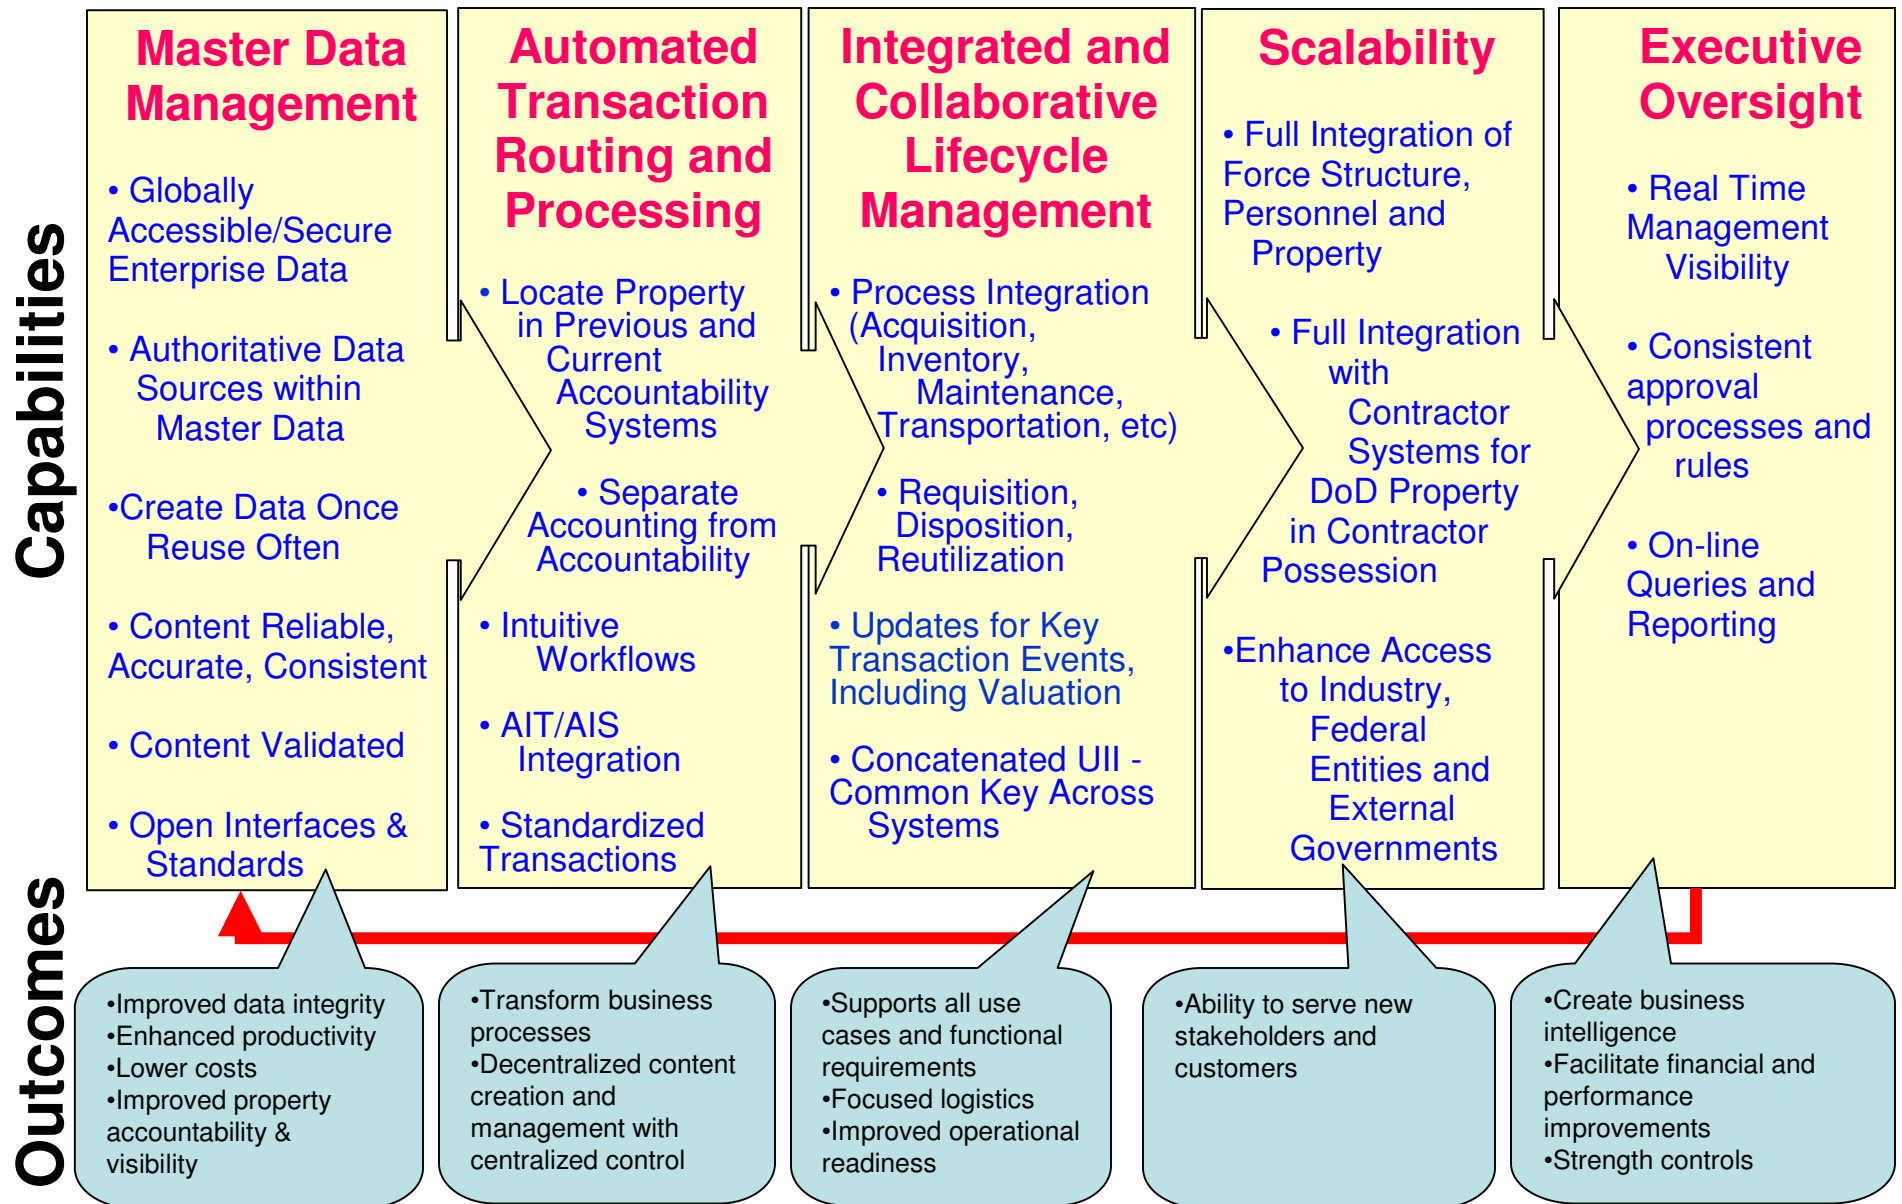 Capabilities
Master Data
Management
• Globally
Accessible/Secure
Enterprise Data
• Authoritative Data
Sources within
Master Data
•Create Data Once
Reuse Often
• Content Reliable,
Accurate, Consistent
• Content Validated
• Open Interfaces &
Standards
Automated
Transaction
Routing and
Processing
• Locate Property
in Previous and
Current
Accountability
Systems
• Separate
Accounting from
Accountability
• Intuitive
Workflows
• AIT/AIS
Integration
• Standardized
Transactions
Integrated and
Collaborative
Lifecycle
Management
• Process Integration
(Acquisition,
Inventory,
Maintenance,
Transportation, etc)
• Requisition,
Disposition,
Reutilization
• Updates for Key
Transaction Events,
Including Valuation
• Concatenated UII -
Common Key Across
Systems
Scalability
• Full Integration of
Force Structure,
Personnel and
Property
• Full Integration
with
Contractor
Systems for
DoD Property
in Contractor
Possession
•Enhance Access
to Industry,
Federal
Entities and
External
Governments
Executive
Oversight
• Real Time
Management
Visibility
• Consistent
approval
processes and
rules
• On-line
Queries and
Reporting
Outcomes
•Improved data integrity
•Enhanced productivity
•Lower costs
•Improved property
accountability &
visibility
•Transform business
processes
•Decentralized content
creation and
management with
centralized control
•Supports all use
cases and functional
requirements
•Focused logistics
•Improved operational
readiness
•Ability to serve new
stakeholders and
customers
•Create business
intelligence
•Facilitate financial and
performance
improvements
•Strength controls